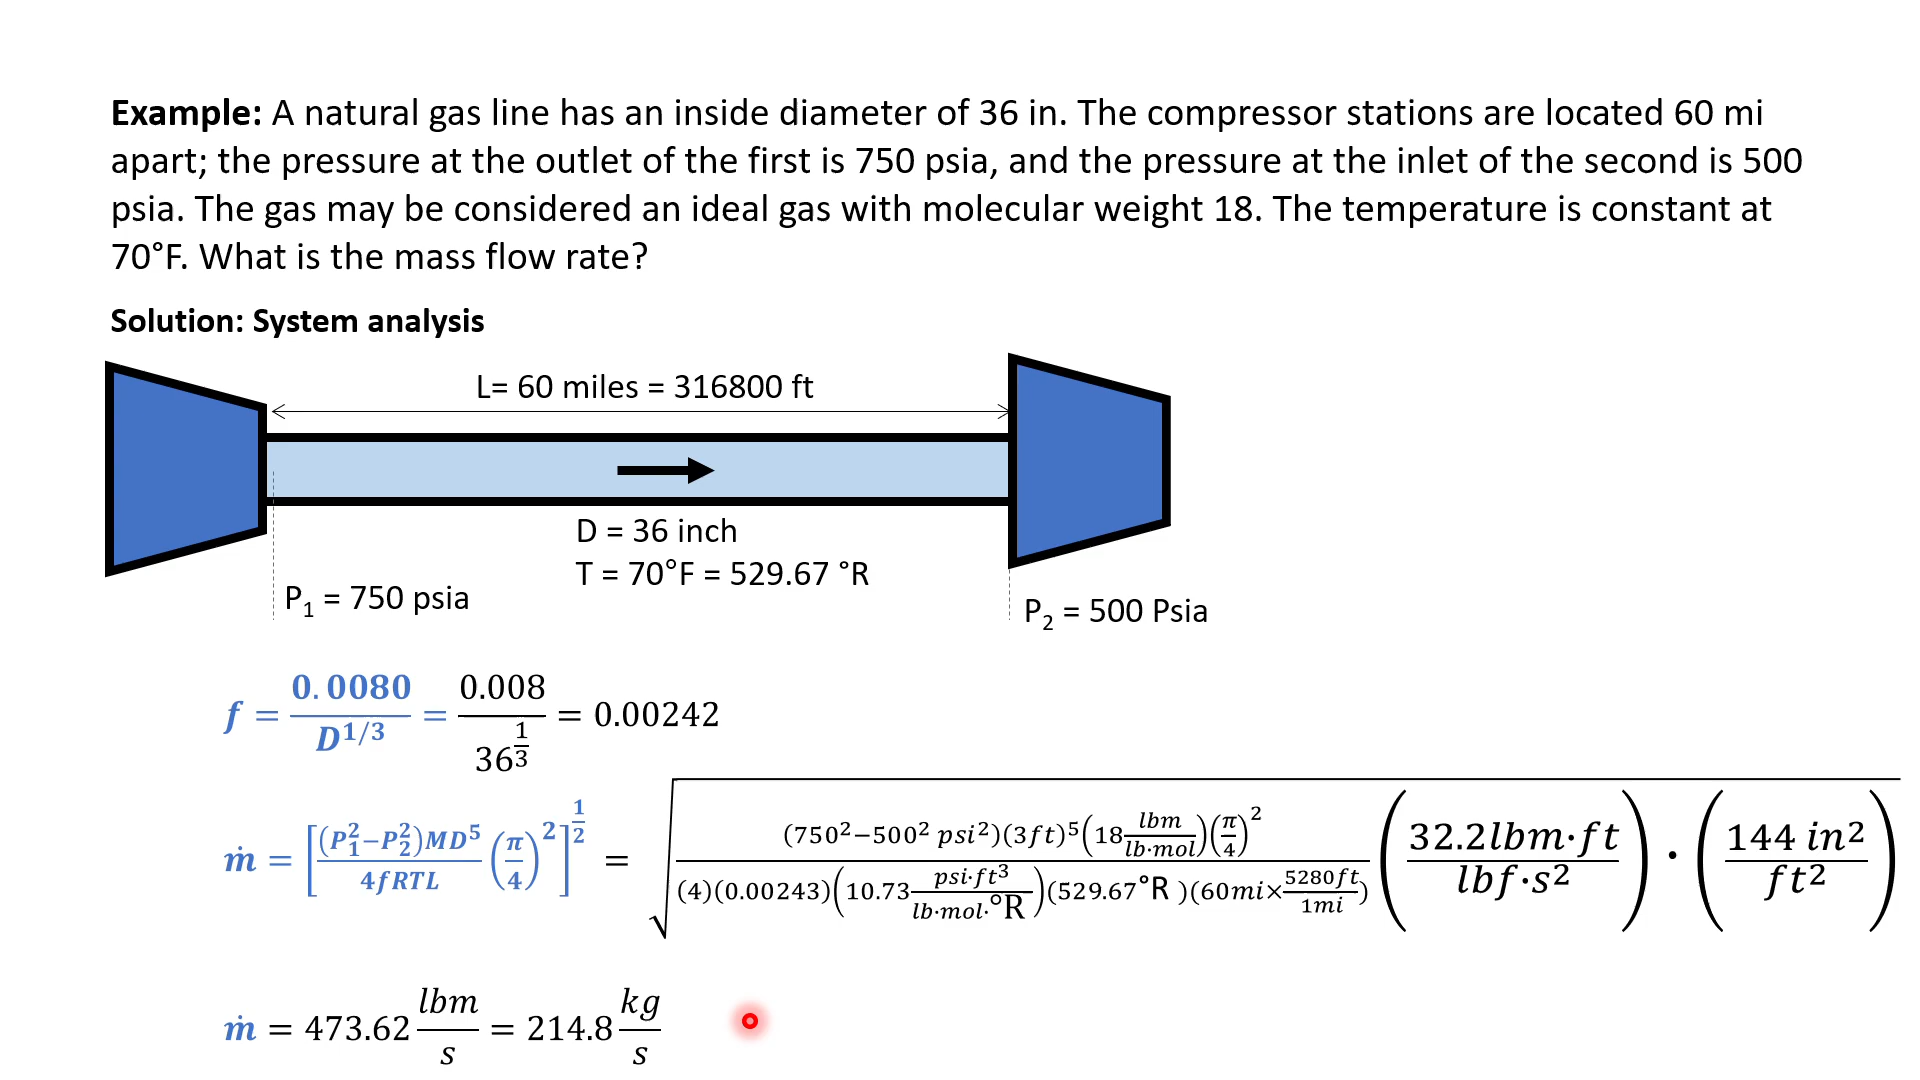 Example: A natural gas line has an inside diameter of 36 in. The compressor stations are located 60 mi
apart; the pressure at the outlet of the first is 750 psia, and the pressure at the inlet of the second is 500
psia. The gas may be considered an ideal gas with molecular weight 18. The temperature is constant at
70°F. What is the mass flow rate?
Solution: System analysis
L= 60 miles = 316800 ft
D = 36 inch
T = 70°F = 529.67 °R
P₁ = 750 psia
P₂ = 500 Psia
f = 0.0080/D^{1/3} = 0.008/36^{1/3} = 0.00242
ṁ = [(P₁²−P₂²)MD⁵/4fRTL (π/4)²]^{1/2} = √((750²−500² psi²)(3ft)⁵(18 lbm/lb·mol)(π/4)² / (4)(0.00243)(10.73 psi·ft³/lb·mol·°R)(529.67°R )(60mi×5280ft/1mi) (32.2lbm·ft/lbf·s²) · (144 in²/ft²))
ṁ = 473.62 lbm/s = 214.8 kg/s